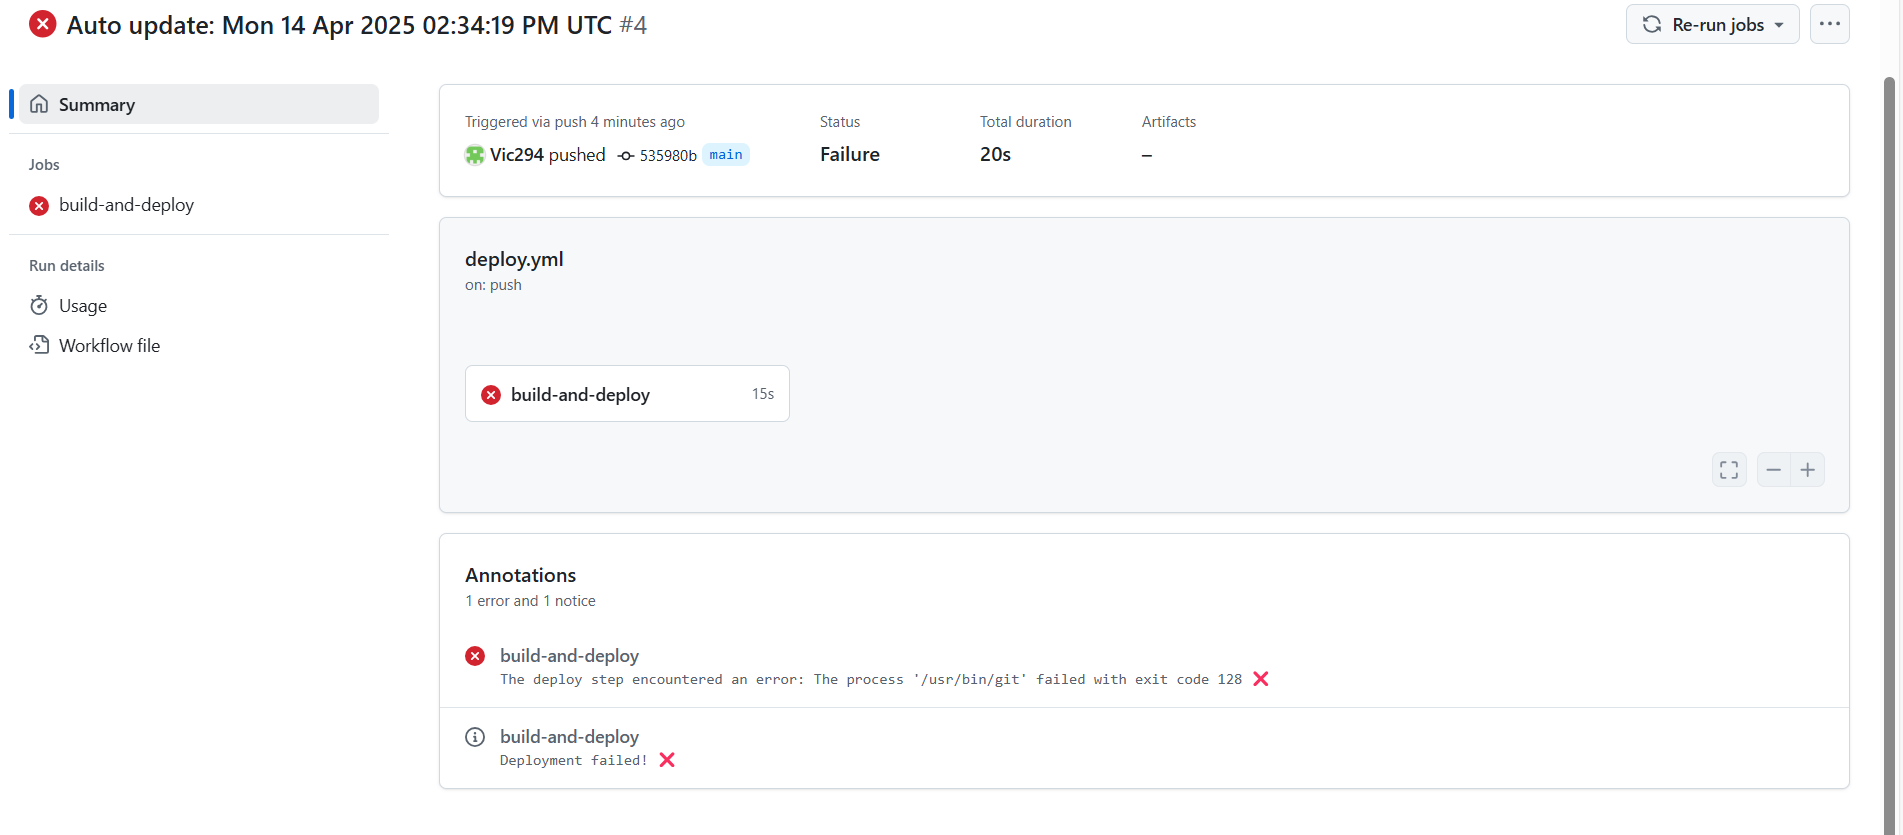 Auto update: Mon 14 Apr 2025 02:34:19 PM UTC #4
Re-run jobs
Summary
Jobs
build-and-deploy
Run details
Usage
Workflow file
Triggered via push 4 minutes ago
Vic294 pushed 535980b main
Status
Failure
Total duration
20s
Artifacts
–
deploy.yml
on: push
build-and-deploy 15s
Annotations
1 error and 1 notice
build-and-deploy
The deploy step encountered an error: The process '/usr/bin/git' failed with exit code 128 ❌
build-and-deploy
Deployment failed! ❌